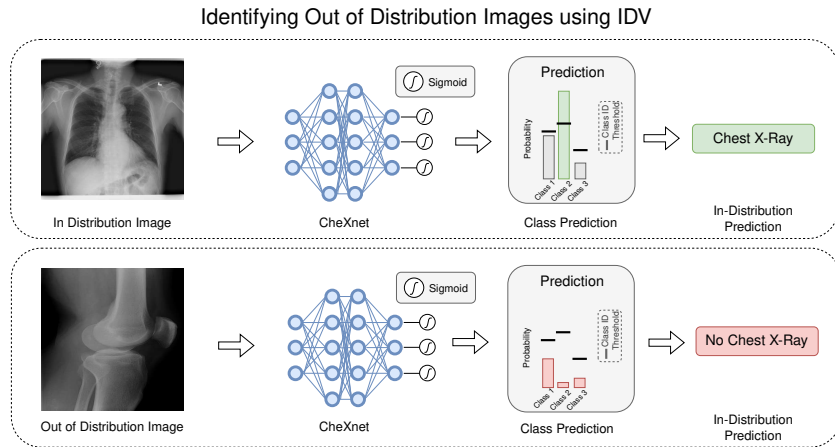 Identifying Out of Distribution Images using IDV
Sigmoid
Prediction
Probability
Class ID
Threshold
Class 1
Class 2
Class 3
Chest X-Ray
In Distribution Image
CheXnet
Class Prediction
In-Distribution
Prediction
Sigmoid
Prediction
Probability
Class ID
Threshold
Class 1
Class 2
Class 3
No Chest X-Ray
Out of Distribution Image
CheXnet
Class Prediction
In-Distribution
Prediction